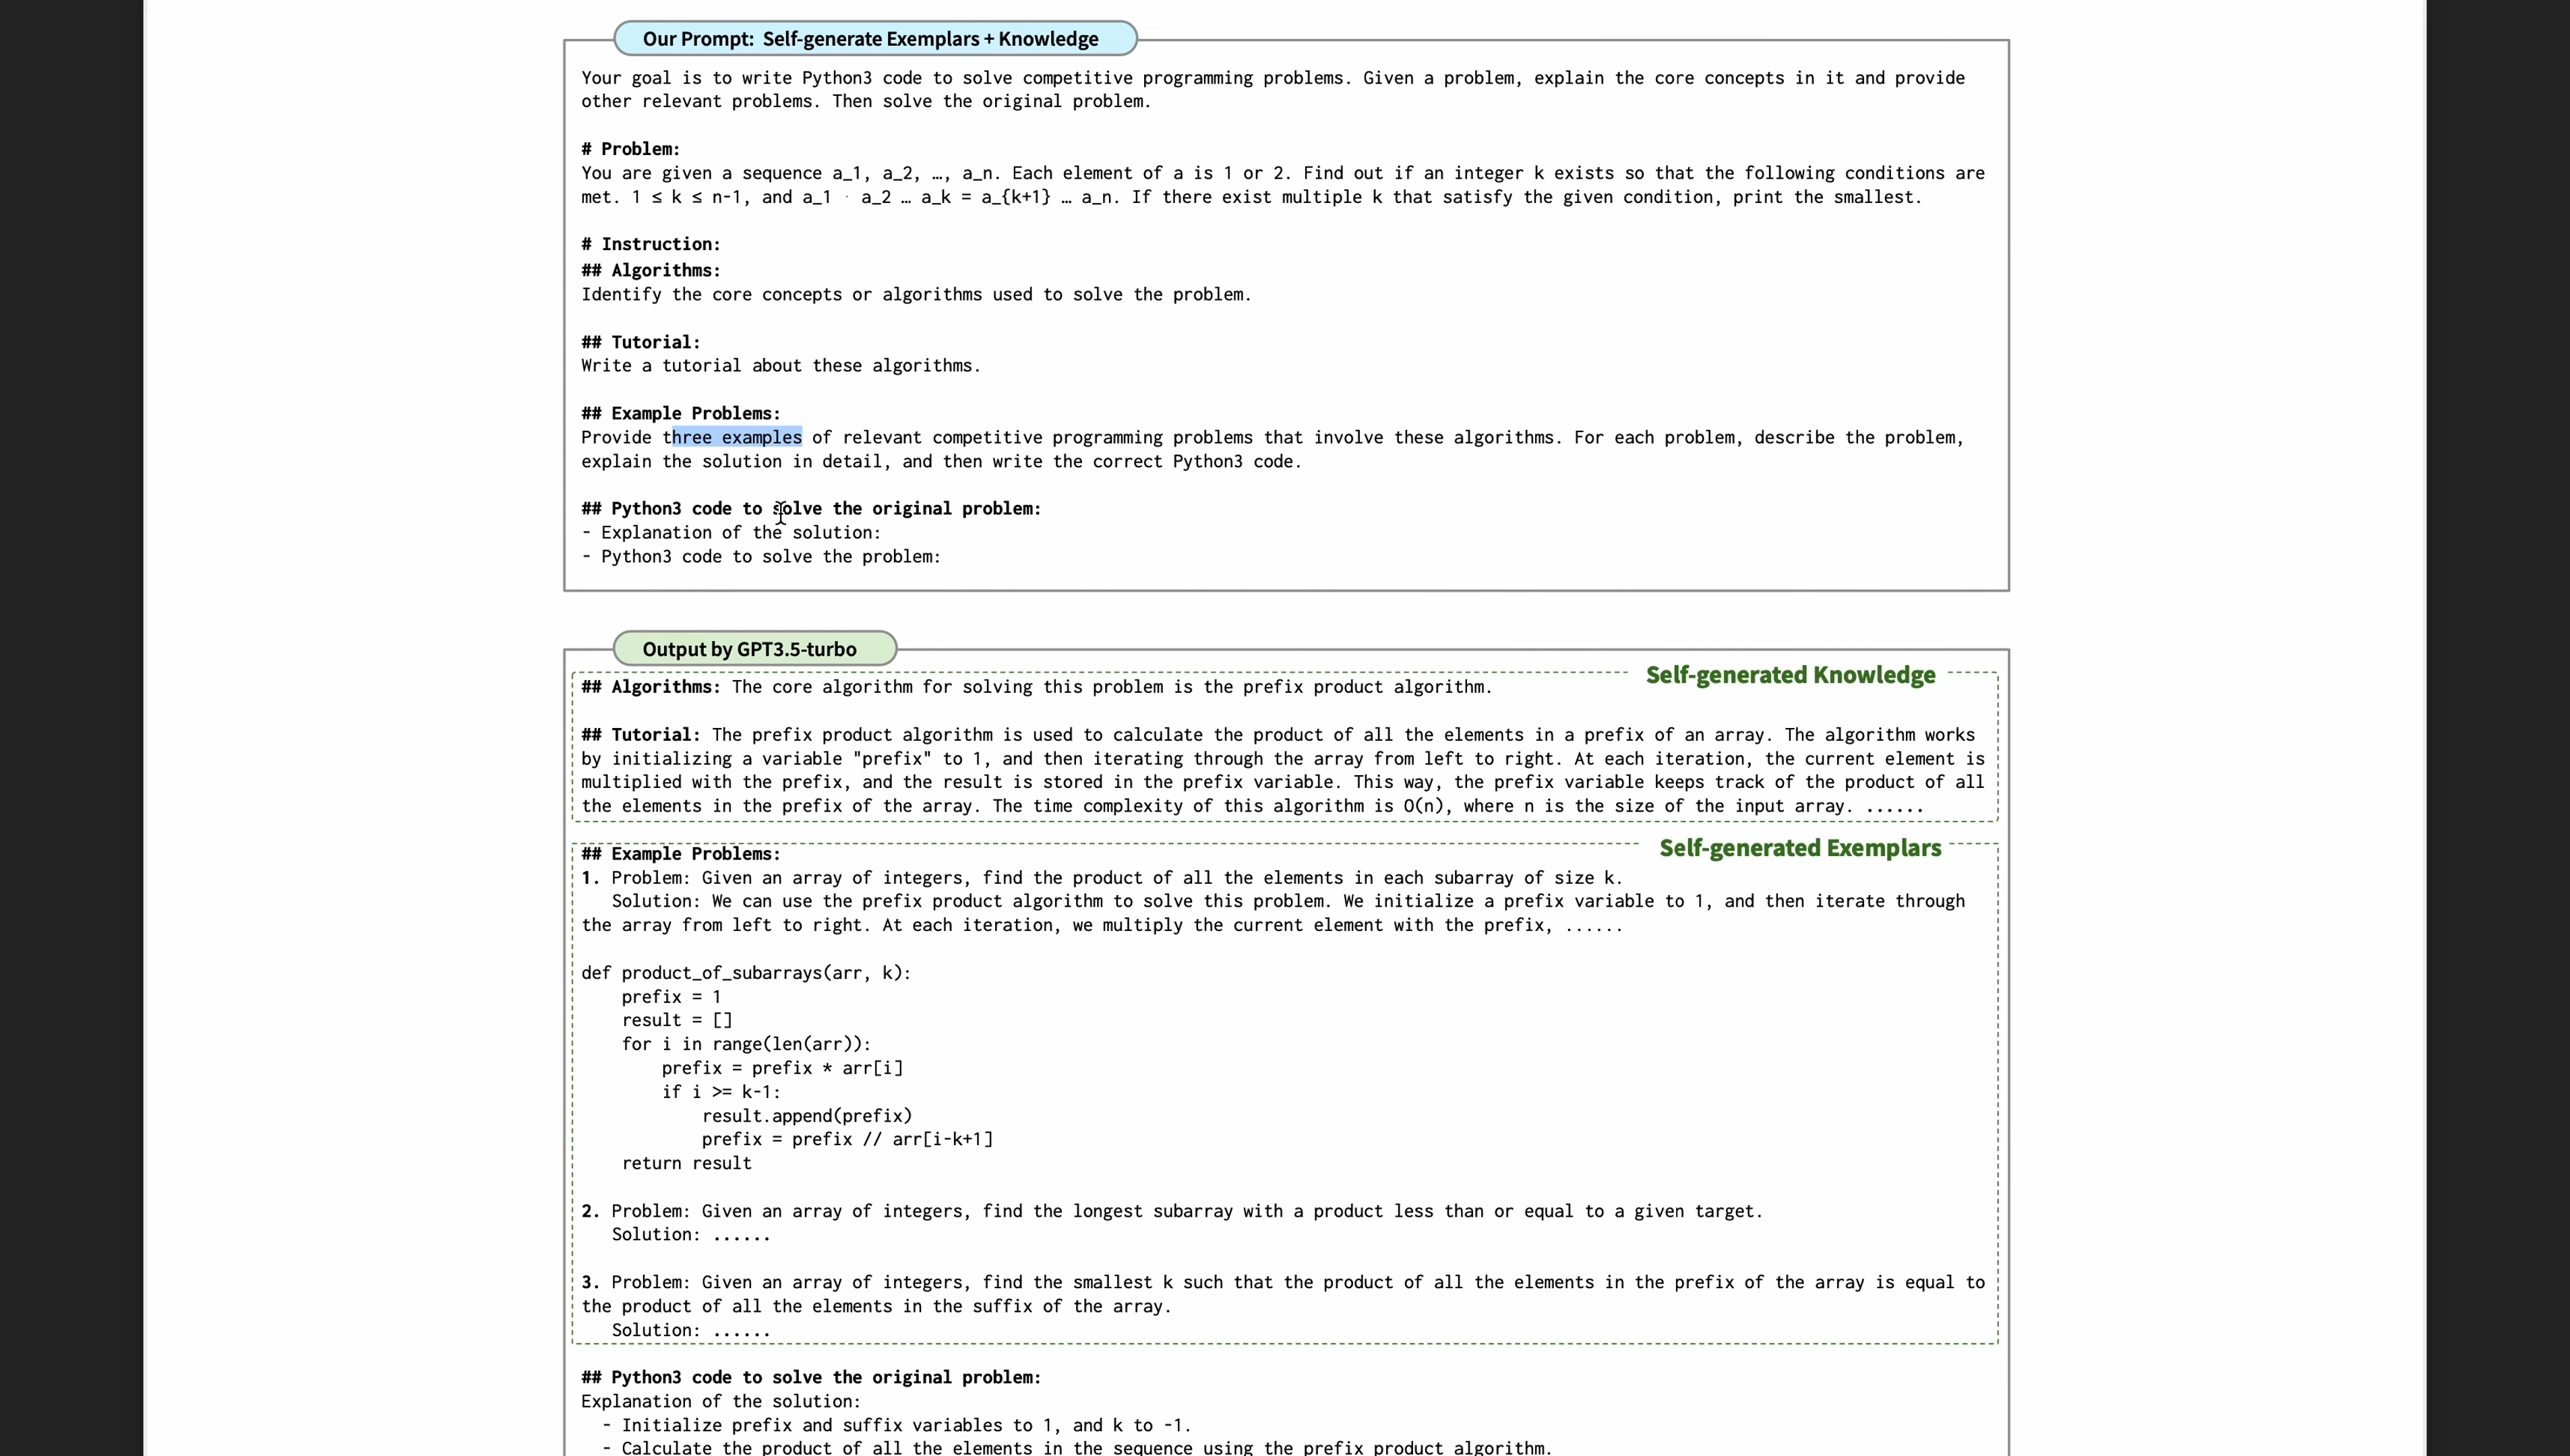 Our Prompt: Self-generate Exemplars + Knowledge
Your goal is to write Python3 code to solve competitive programming problems. Given a problem, explain the core concepts in it and provide
other relevant problems. Then solve the original problem.
# Problem:
You are given a sequence a_1, a_2, …, a_n. Each element of a is 1 or 2. Find out if an integer k exists so that the following conditions are
met. 1 ≤ k ≤ n-1, and a_1 · a_2 … a_k = a_{k+1} … a_n. If there exist multiple k that satisfy the given condition, print the smallest.
# Instruction:
## Algorithms:
Identify the core concepts or algorithms used to solve the problem.
## Tutorial:
Write a tutorial about these algorithms.
## Example Problems:
Provide three examples of relevant competitive programming problems that involve these algorithms. For each problem, describe the problem,
explain the solution in detail, and then write the correct Python3 code.
## Python3 code to solve the original problem:
- Explanation of the solution:
- Python3 code to solve the problem:
Output by GPT3.5-turbo
Self-generated Knowledge
## Algorithms: The core algorithm for solving this problem is the prefix product algorithm.
## Tutorial: The prefix product algorithm is used to calculate the product of all the elements in a prefix of an array. The algorithm works
by initializing a variable "prefix" to 1, and then iterating through the array from left to right. At each iteration, the current element is
multiplied with the prefix, and the result is stored in the prefix variable. This way, the prefix variable keeps track of the product of all
the elements in the prefix of the array. The time complexity of this algorithm is O(n), where n is the size of the input array. ......
Self-generated Exemplars
## Example Problems:
1. Problem: Given an array of integers, find the product of all the elements in each subarray of size k.
Solution: We can use the prefix product algorithm to solve this problem. We initialize a prefix variable to 1, and then iterate through
the array from left to right. At each iteration, we multiply the current element with the prefix, ......
def product_of_subarrays(arr, k):
    prefix = 1
    result = []
    for i in range(len(arr)):
        prefix = prefix * arr[i]
        if i >= k-1:
            result.append(prefix)
            prefix = prefix // arr[i-k+1]
    return result
2. Problem: Given an array of integers, find the longest subarray with a product less than or equal to a given target.
Solution: ......
3. Problem: Given an array of integers, find the smallest k such that the product of all the elements in the prefix of the array is equal to
the product of all the elements in the suffix of the array.
Solution: ......
## Python3 code to solve the original problem:
Explanation of the solution:
- Initialize prefix and suffix variables to 1, and k to -1.
- Calculate the product of all the elements in the sequence using the prefix product algorithm.